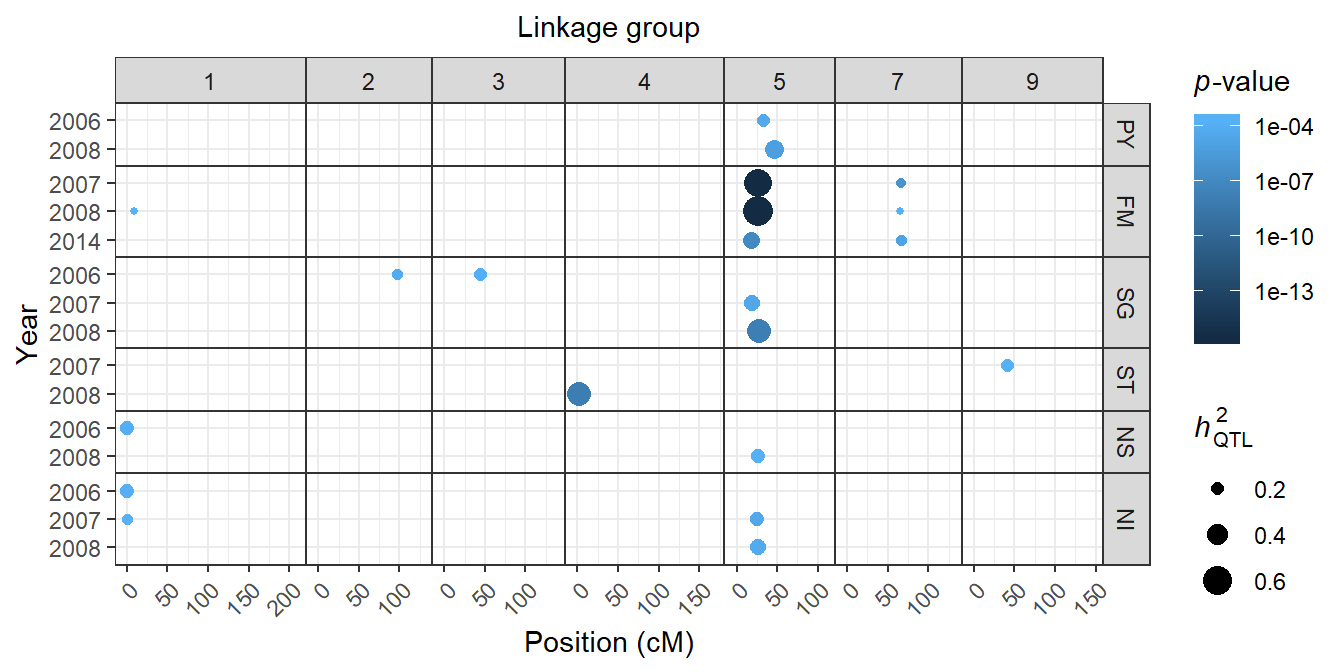 Linkage group
1 2 3 4 5 7 9
Year
2006
2008
PY
2007
2008
2014
FM
2006
2007
2008
SG
2007
2008
ST
2006
2008
NS
2006
2007
2008
NI
0 50 100 150 200 0 50 100 0 50 100 0 50 100 150 0 50 100 0 50 100 0 50 100 150
Position (cM)
p-value
1e-04
1e-07
1e-10
1e-13
h²QTL
0.2
0.4
0.6